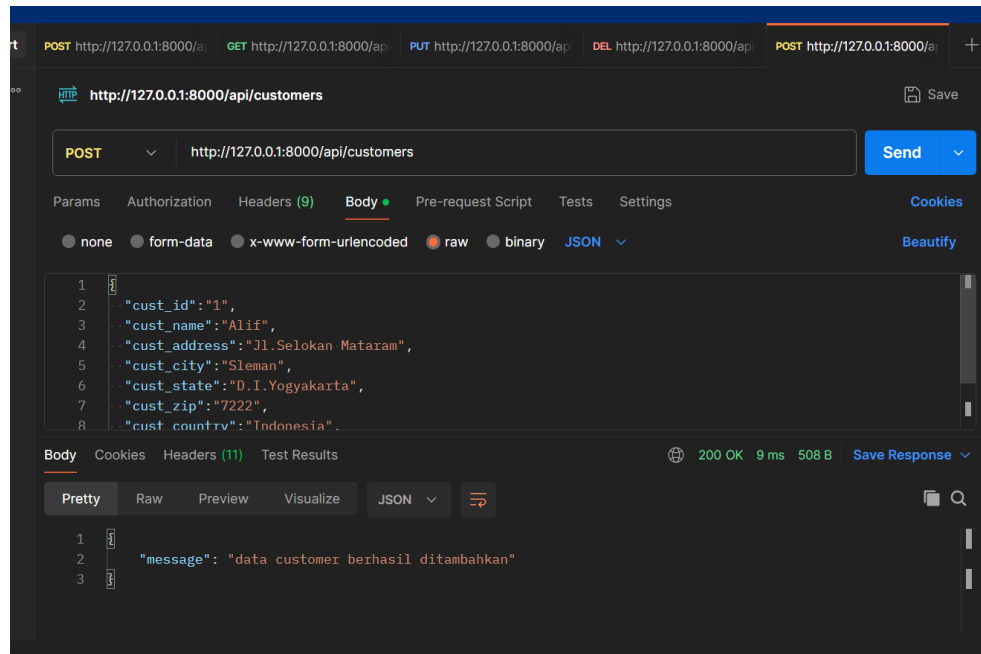 rt POST http://127.0.0.1:8000/a GET http://127.0.0.1:8000/ap PUT http://127.0.0.1:8000/ap DEL http://127.0.0.1:8000/ap POST http://127.0.0.1:8000/a +
HTTP http://127.0.0.1:8000/api/customers Save
POST http://127.0.0.1:8000/api/customers Send
Params Authorization Headers (9) Body Pre-request Script Tests Settings Cookies
none form-data x-www-form-urlencoded raw binary JSON Beautify
1 {
2 "cust_id":"1",
3 "cust_name":"Alif",
4 "cust_address":"Jl.Selokan Mataram",
5 "cust_city":"Sleman",
6 "cust_state":"D.I.Yogyakarta",
7 "cust_zip":"7222",
8 "cust_country":"Indonesia",
Body Cookies Headers (11) Test Results 200 OK 9 ms 508 B Save Response
Pretty Raw Preview Visualize JSON
1 {
2 "message": "data customer berhasil ditambahkan"
3 }